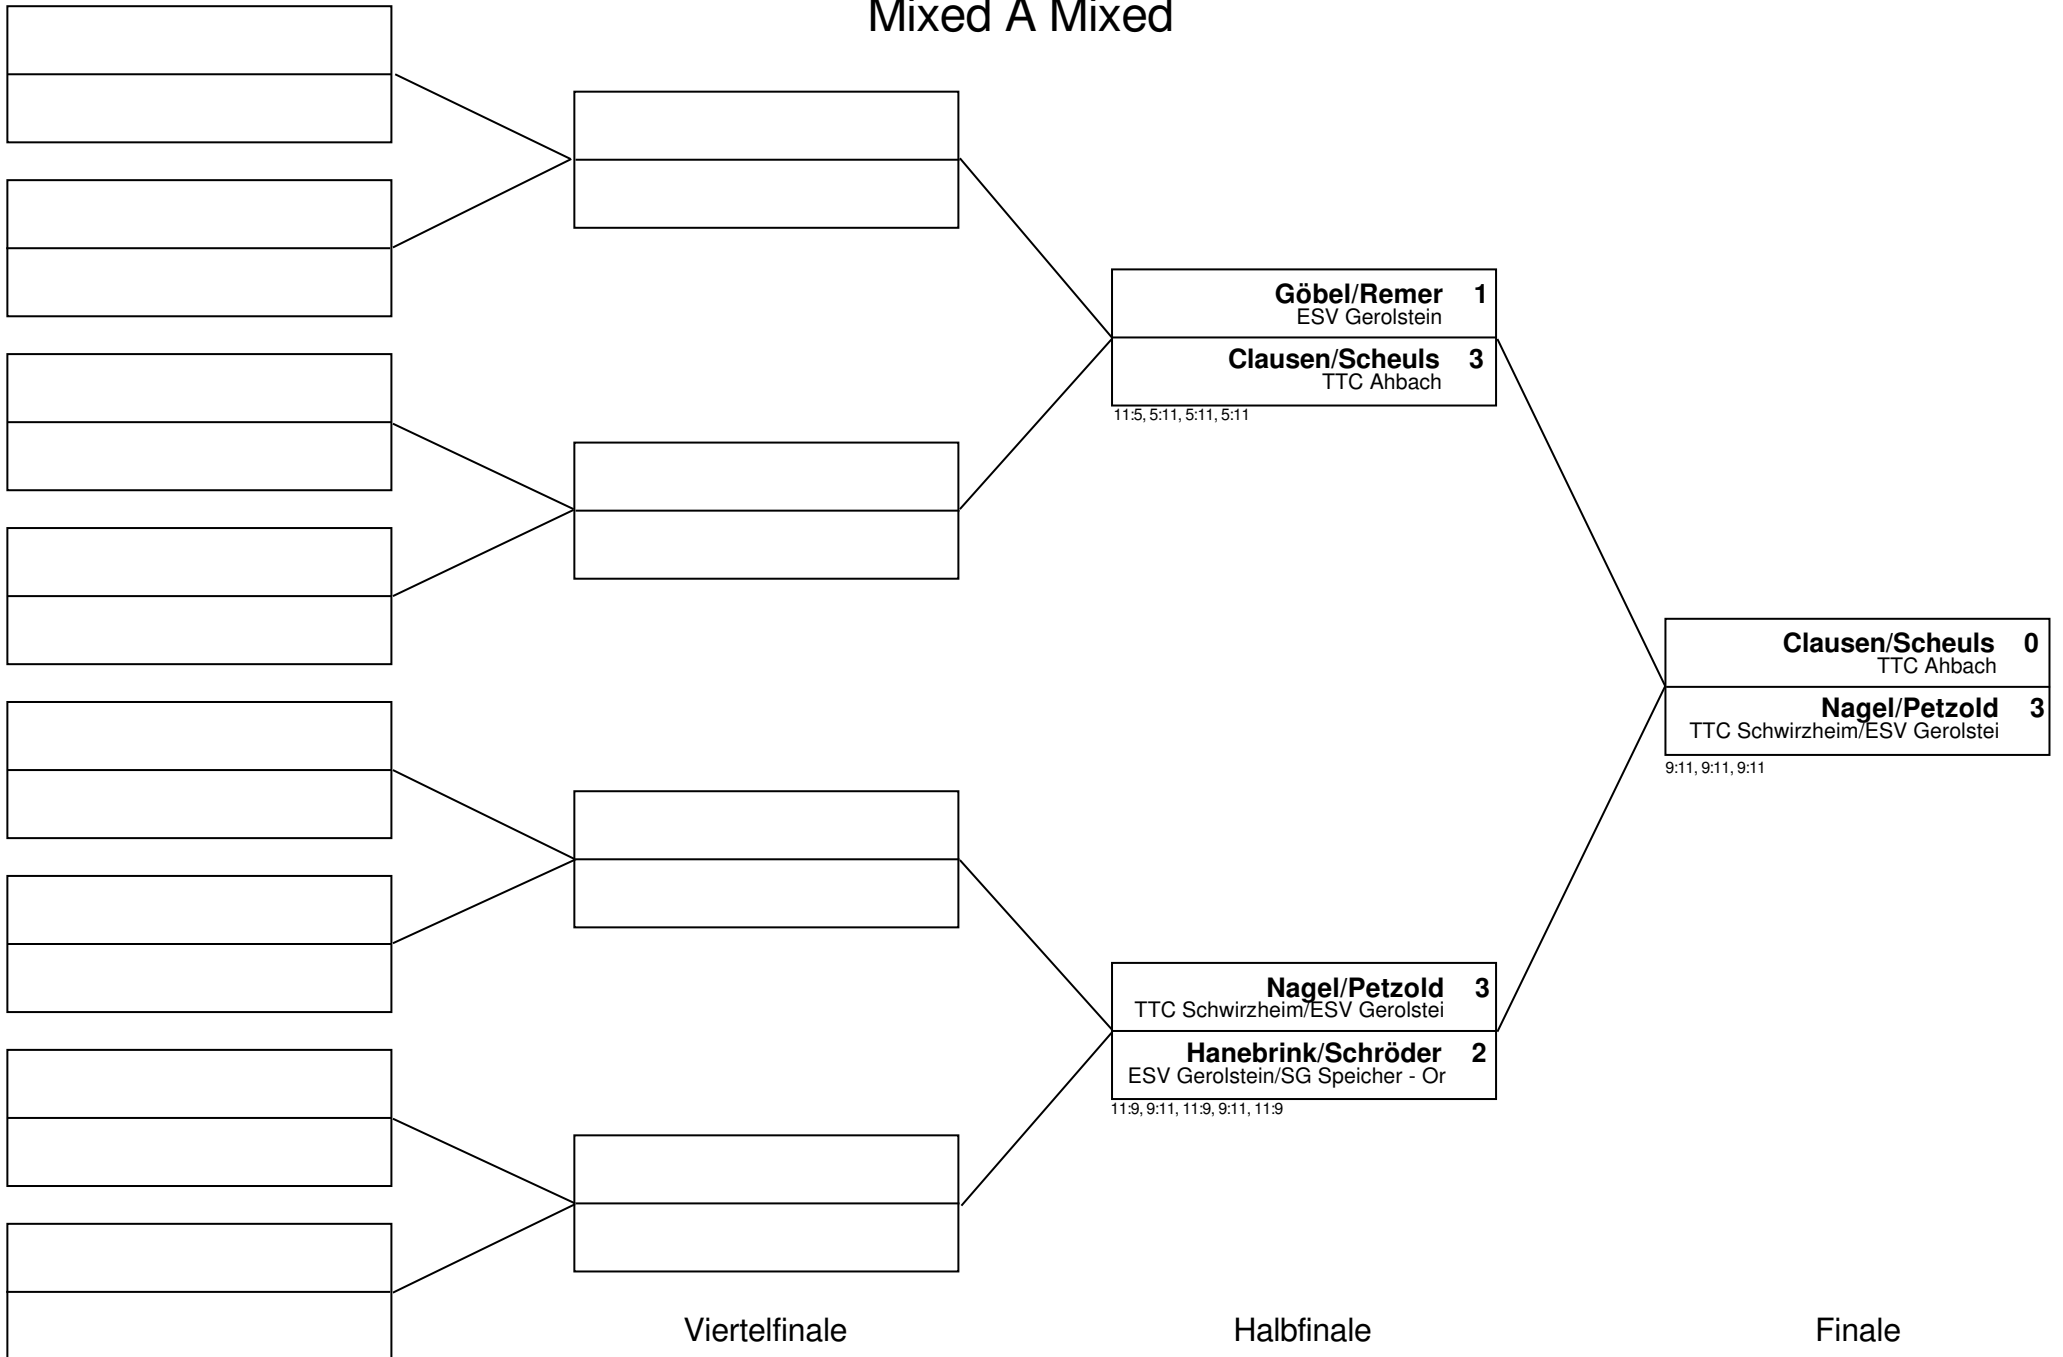 Mixed A Mixed
Göbel/Remer 1
ESV Gerolstein
Clausen/Scheuls 3
TTC Ahbach
11:5, 5:11, 5:11, 5:11
Clausen/Scheuls 0
TTC Ahbach
Nagel/Petzold 3
TTC Schwirzheim/ESV Gerolstei
9:11, 9:11, 9:11
Nagel/Petzold 3
TTC Schwirzheim/ESV Gerolstei
Hanebrink/Schröder 2
ESV Gerolstein/SG Speicher - Or
11:9, 9:11, 11:9, 9:11, 11:9
Viertelfinale Halbfinale Finale